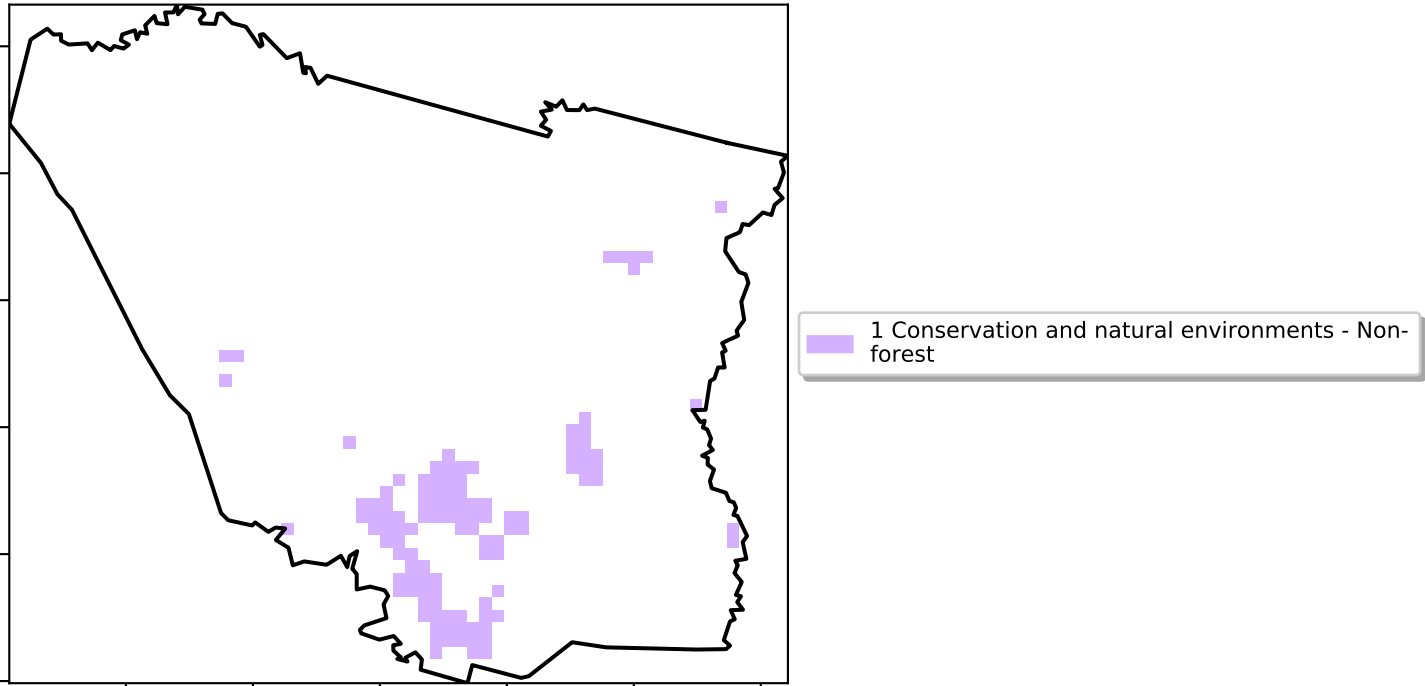 1 Conservation and natural environments - Non-
forest